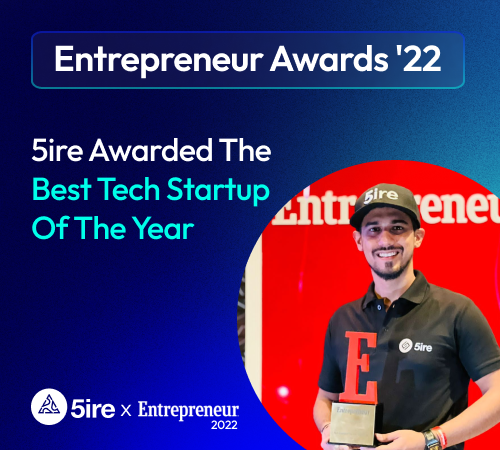 Entrepreneur Awards '22
5ire Awarded The
Best Tech Startup
Of The Year
5ire
Entrepreneur
5ire
E
5ire x Entrepreneur
2022